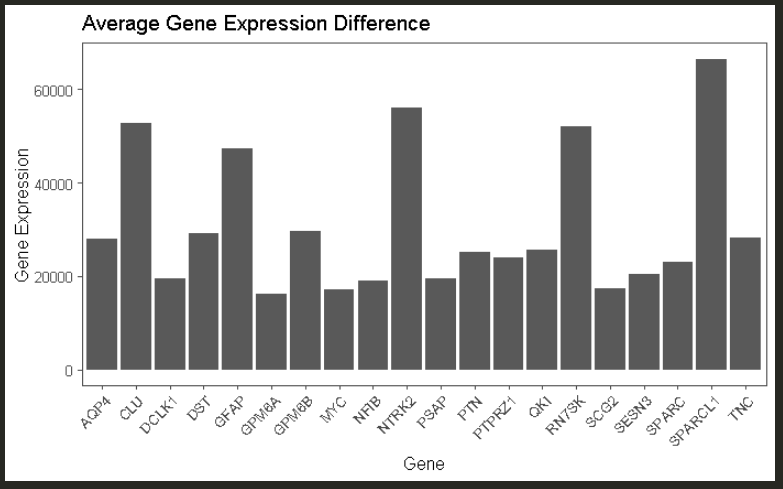 Average Gene Expression Difference
Gene Expression
60000
40000
20000
0
AQP4
CLU
DCLK1
DST
GFAP
GPM6A
GPM6B
MYC
NFIB
NTRK2
PSAP
PTN
PTPRZ1
QKI
RN7SK
SCG2
SESN3
SPARC
SPARCL1
TNC
Gene